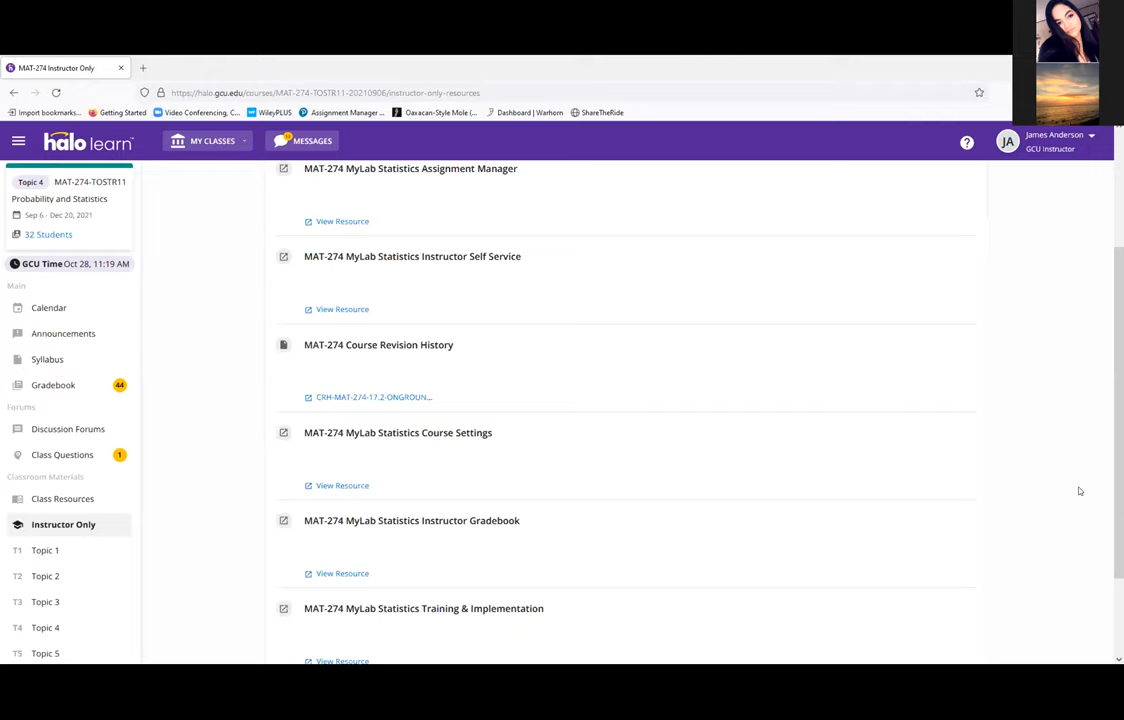 MAT-274 Instructor Only
https://halo.gcu.edu/courses/MAT-274-TOSTR11-20210906/instructor-only-resources
Import bookmarks... Getting Started Video Conferencing, C... WileyPLUS Assignment Manager ... Oaxacan-Style Mole (... Dashboard | Warhorn ShareTheRide
halo learn MY CLASSES MESSAGES ? JA James Anderson
GCU Instructor
Topic 4 MAT-274-TOSTR11
Probability and Statistics
Sep 6 - Dec 20, 2021
32 Students
GCU Time Oct 28, 11:19 AM
Main
Calendar
Announcements
Syllabus
Gradebook 44
Forums
Discussion Forums
Class Questions 1
Classroom Materials
Class Resources
Instructor Only
T1 Topic 1
T2 Topic 2
T3 Topic 3
T4 Topic 4
T5 Topic 5
MAT-274 MyLab Statistics Assignment Manager
View Resource
MAT-274 MyLab Statistics Instructor Self Service
View Resource
MAT-274 Course Revision History
CRH-MAT-274-17.2-ONGROUN...
MAT-274 MyLab Statistics Course Settings
View Resource
MAT-274 MyLab Statistics Instructor Gradebook
View Resource
MAT-274 MyLab Statistics Training & Implementation
View Resource